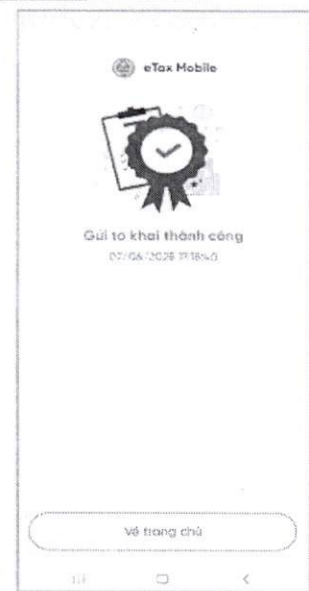 eTax Mobile
Gửi tờ khai thành công
Về trang chủ